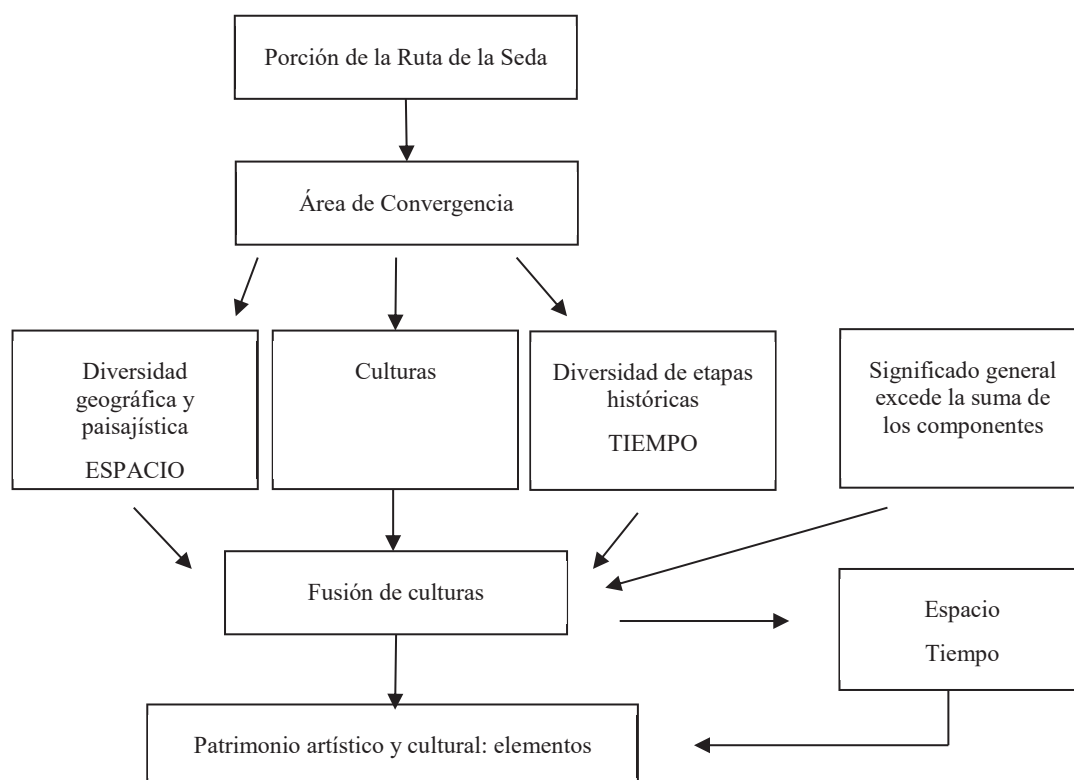 Porción de la Ruta de la Seda
Área de Convergencia
Diversidad
geográfica y
paisajística
ESPACIO
Culturas
Diversidad de etapas
históricas
TIEMPO
Significado general
excede la suma de
los componentes
Fusión de culturas
Espacio
Tiempo
Patrimonio artístico y cultural: elementos